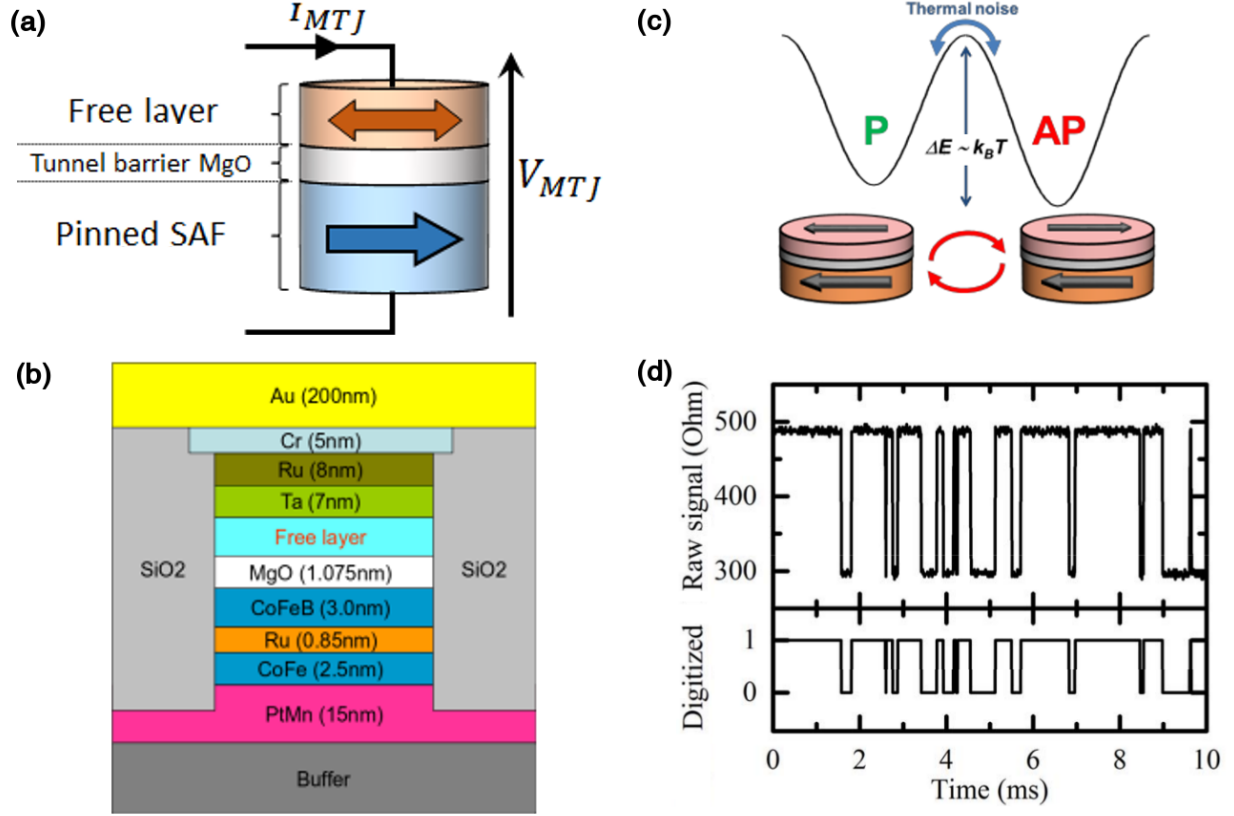 (a)
I_MTJ
Free layer
Tunnel barrier MgO
Pinned SAF
V_MTJ
(b)
Au (200nm)
Cr (5nm)
Ru (8nm)
Ta (7nm)
Free layer
MgO (1.075nm)
CoFeB (3.0nm)
Ru (0.85nm)
CoFe (2.5nm)
PtMn (15nm)
Buffer
SiO2
SiO2
(c)
Thermal noise
P
AP
ΔE ~ k_BT
(d)
Raw signal (Ohm)
500
400
300
Digitized
1
0
0 2 4 6 8 10
Time (ms)